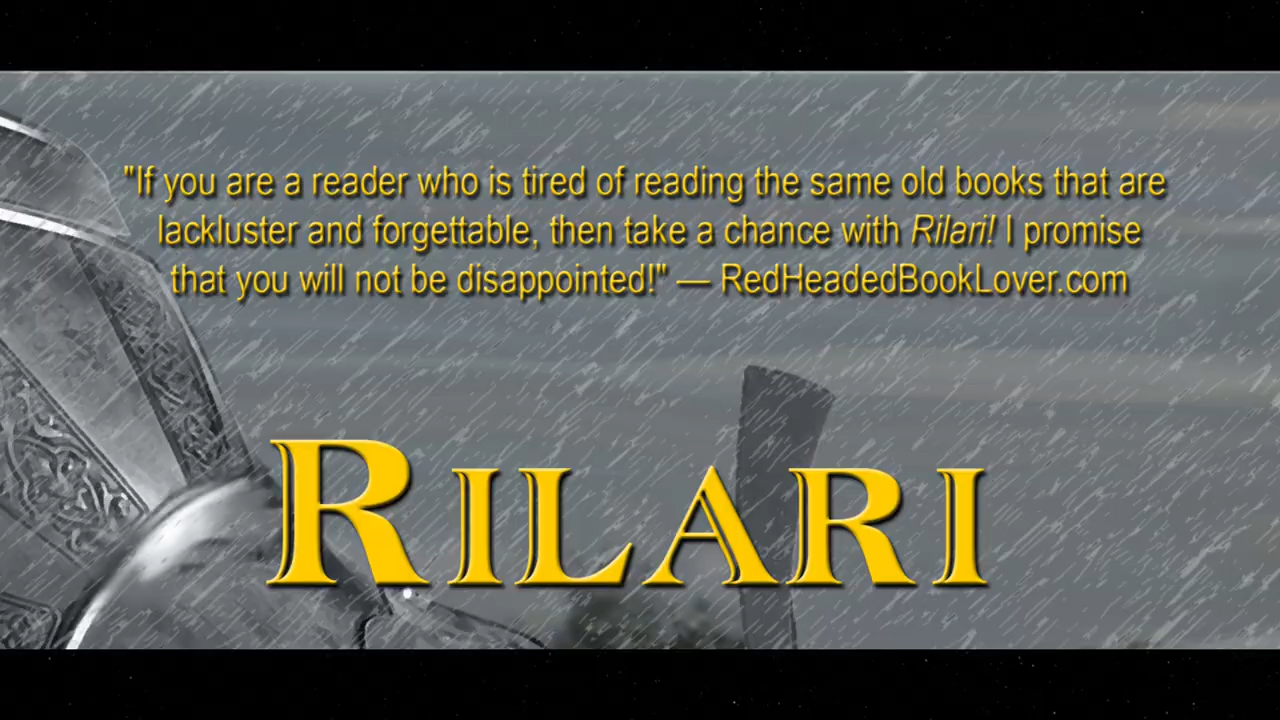 "If you are a reader who is tired of reading the same old books that are
lackluster and forgettable, then take a chance with Rilari! I promise
that you will not be disappointed!" — RedHeadedBookLover.com
RILARI